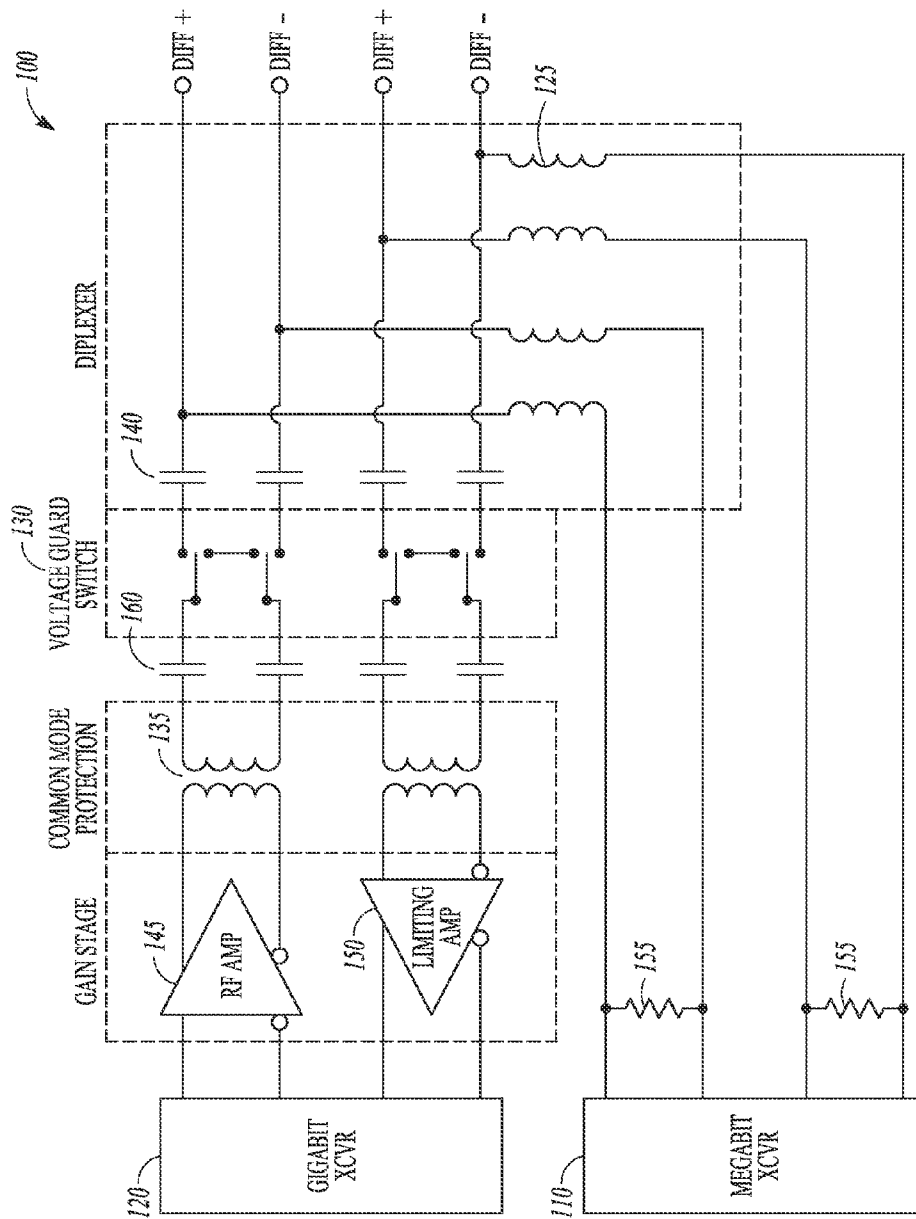 100
DIFF +
DIFF -
DIFF +
DIFF -
DIPLEXER
125
140
130
VOLTAGE GUARD
SWITCH
160
COMMON MODE
PROTECTION
135
GAIN STAGE
145
RF AMP
150
LIMITING
AMP
155
155
120
GIGABIT
XCVR
110
MEGABIT
XCVR